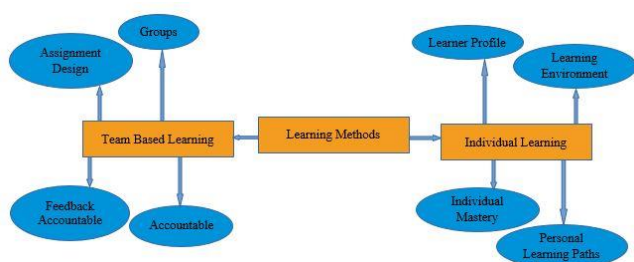 Groups
Assignment
Design
Learner Profile
Learning
Environment
Team Based Learning
Learning Methods
Individual Learning
Feedback
Accountable
Accountable
Individual
Mastery
Personal
Learning Paths